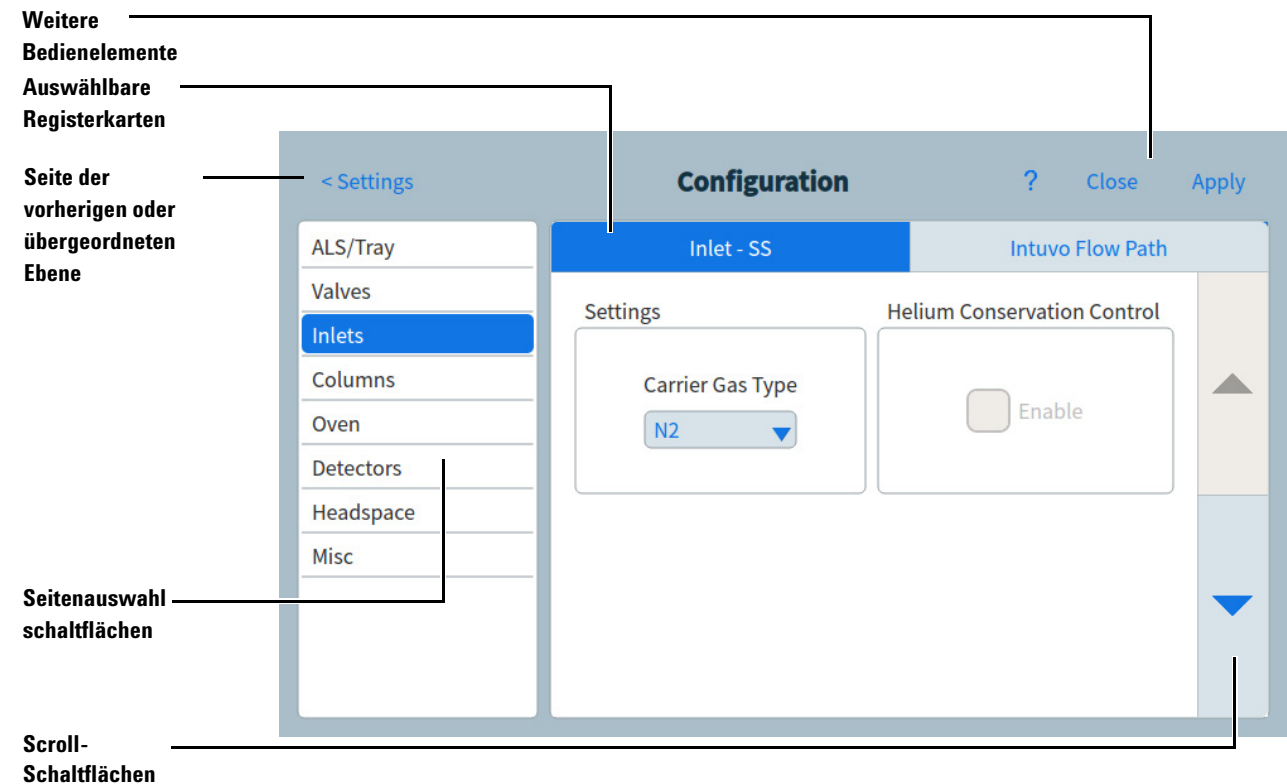 Weitere
Bedienelemente
Auswählbare
Registerkarten
Seite der
vorherigen oder
übergeordneten
Ebene
< Settings
Configuration
? Close Apply
ALS/Tray
Valves
Inlets
Columns
Oven
Detectors
Headspace
Misc
Inlet - SS
Intuvo Flow Path
Settings
Carrier Gas Type
N2
Helium Conservation Control
Enable
Seitenauswahl
schaltflächen
Scroll-
Schaltflächen